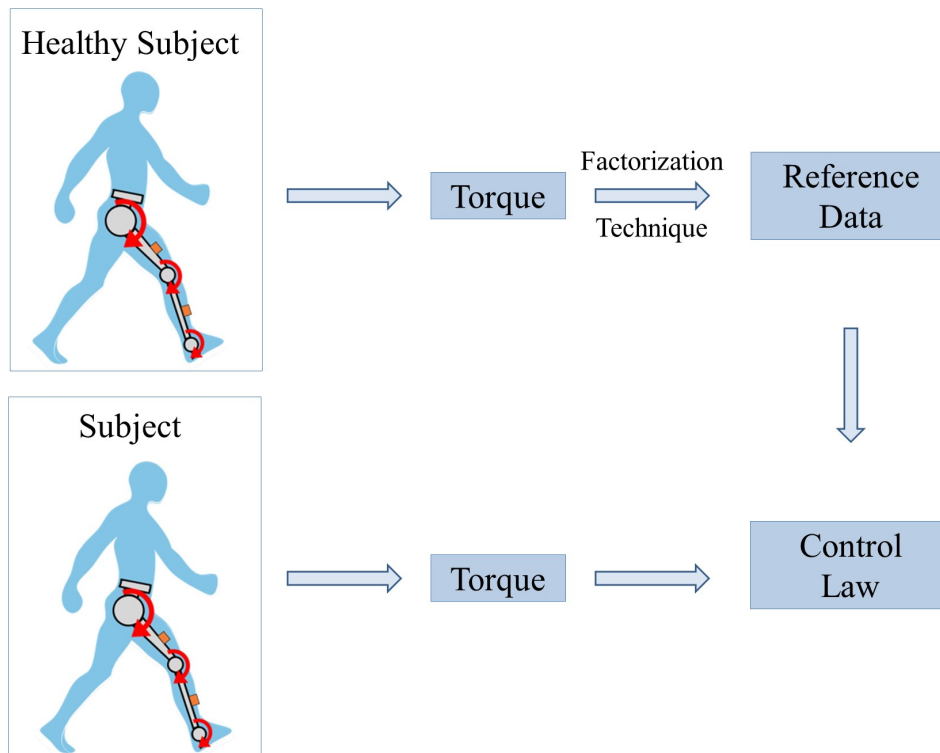 Healthy Subject
Torque
Factorization
Technique
Reference
Data
Subject
Torque
Control
Law